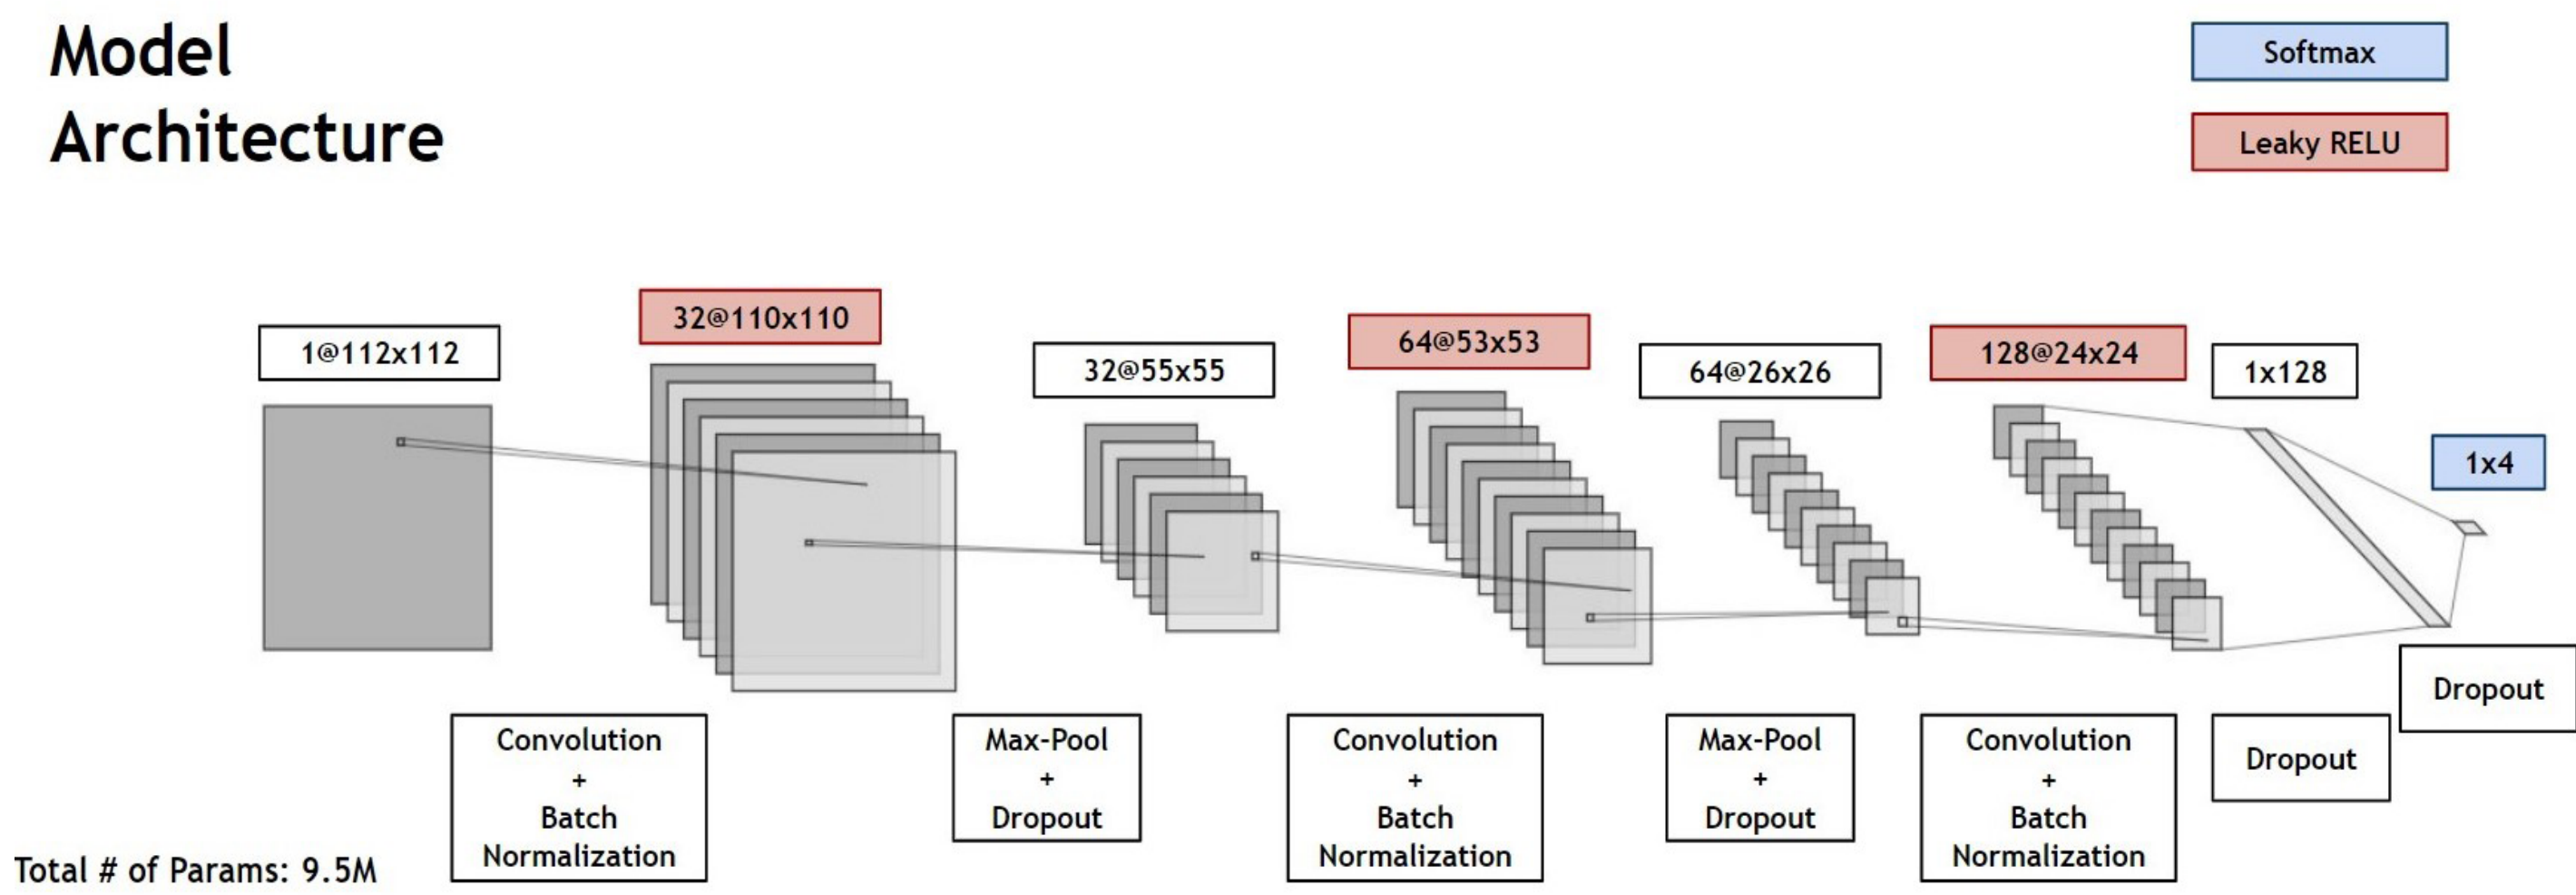 Model
Architecture
Softmax
Leaky RELU
1@112x112
32@110x110
32@55x55
64@53x53
64@26x26
128@24x24
1x128
1x4
Convolution
+
Batch
Normalization
Max-Pool
+
Dropout
Convolution
+
Batch
Normalization
Max-Pool
+
Dropout
Convolution
+
Batch
Normalization
Dropout
Dropout
Total # of Params: 9.5M